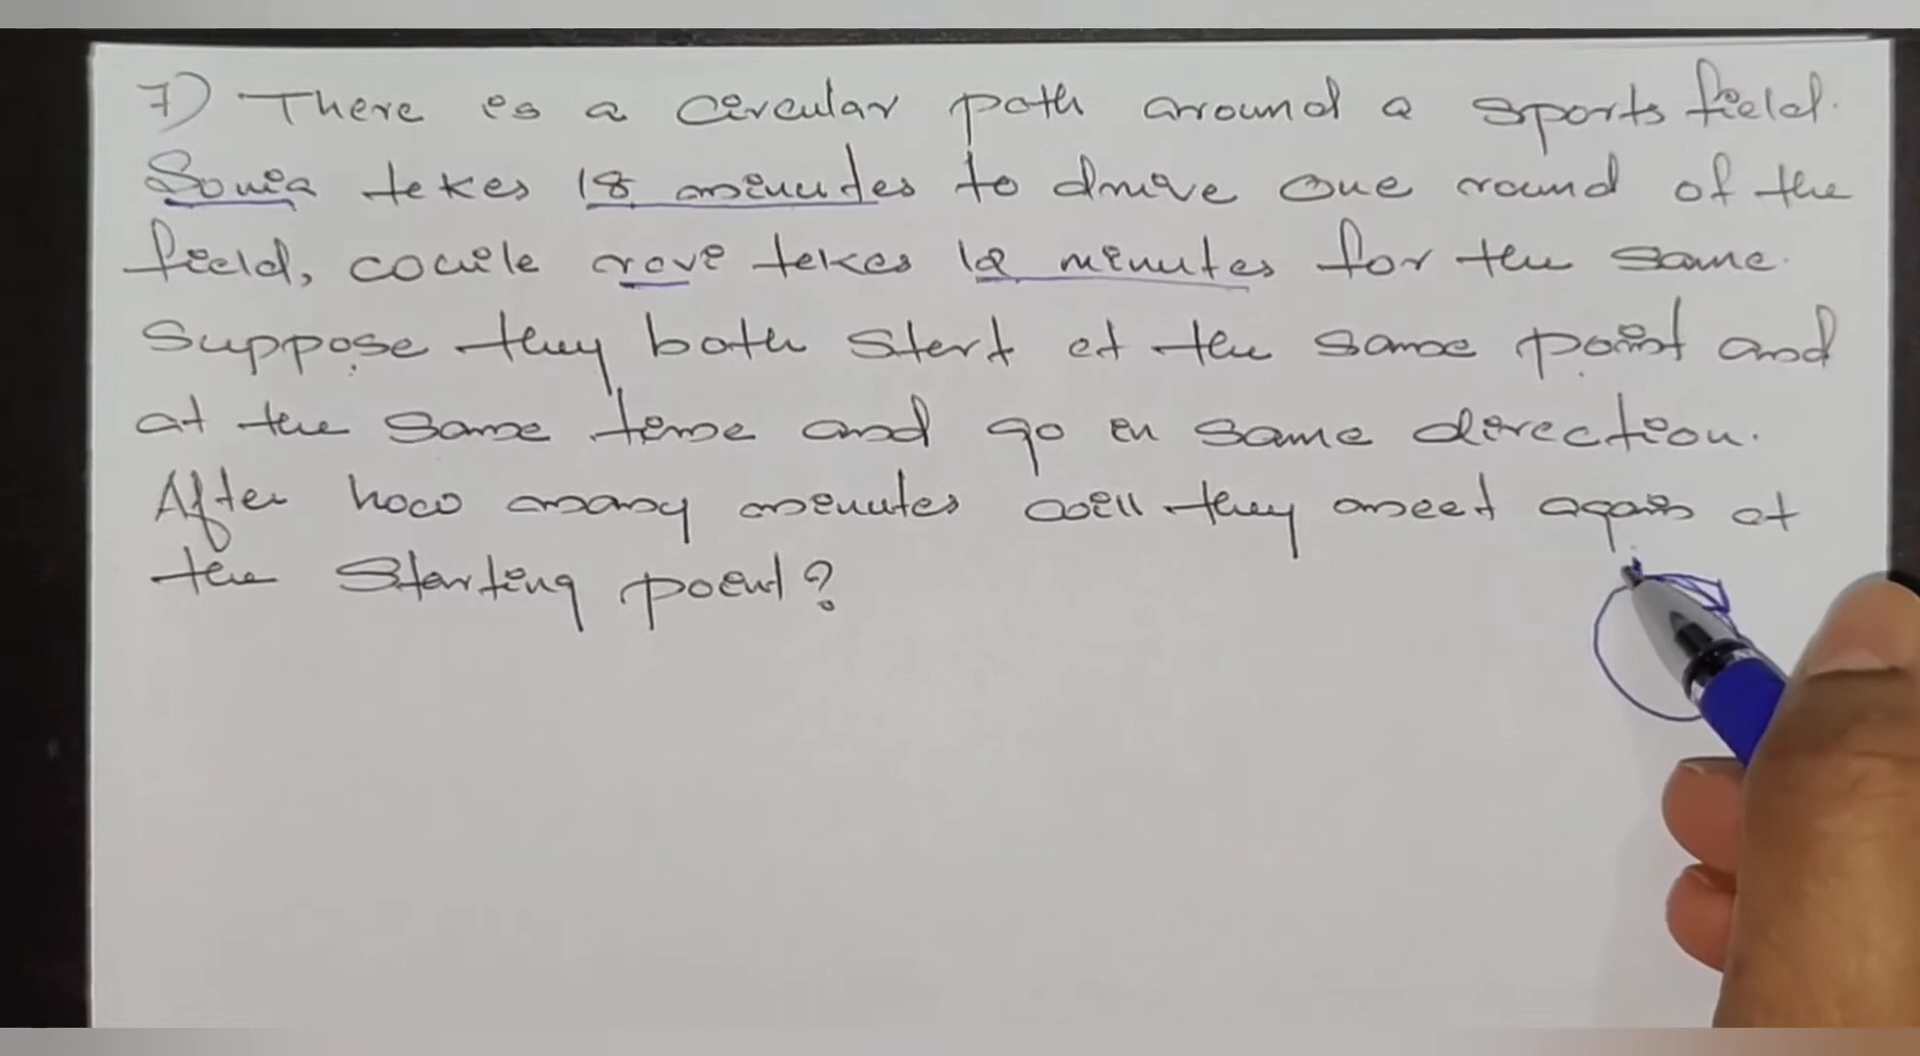 7) There is a circular path around a sports field.
Sonia takes 18 minutes to drive one round of the
field, while ravi takes 12 minutes for the same.
Suppose they both start at the same point and
at the same time and go in same direction.
After how many minutes will they meet again at
the starting point?